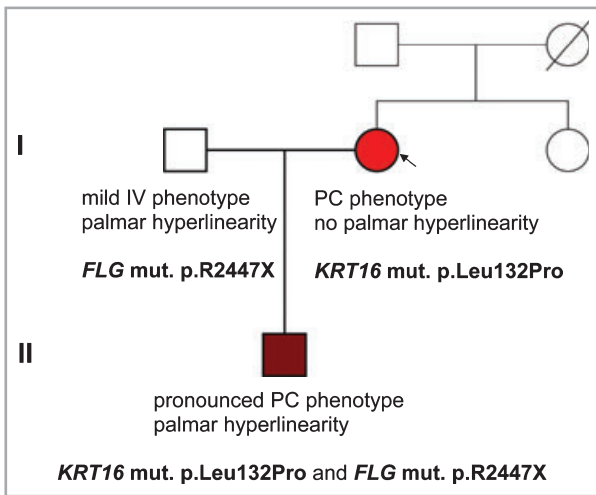 I
mild IV phenotype
palmar hyperlinearity
FLG mut. p.R2447X
PC phenotype
no palmar hyperlinearity
KRT16 mut. p.Leu132Pro
II
pronounced PC phenotype
palmar hyperlinearity
KRT16 mut. p.Leu132Pro and FLG mut. p.R2447X